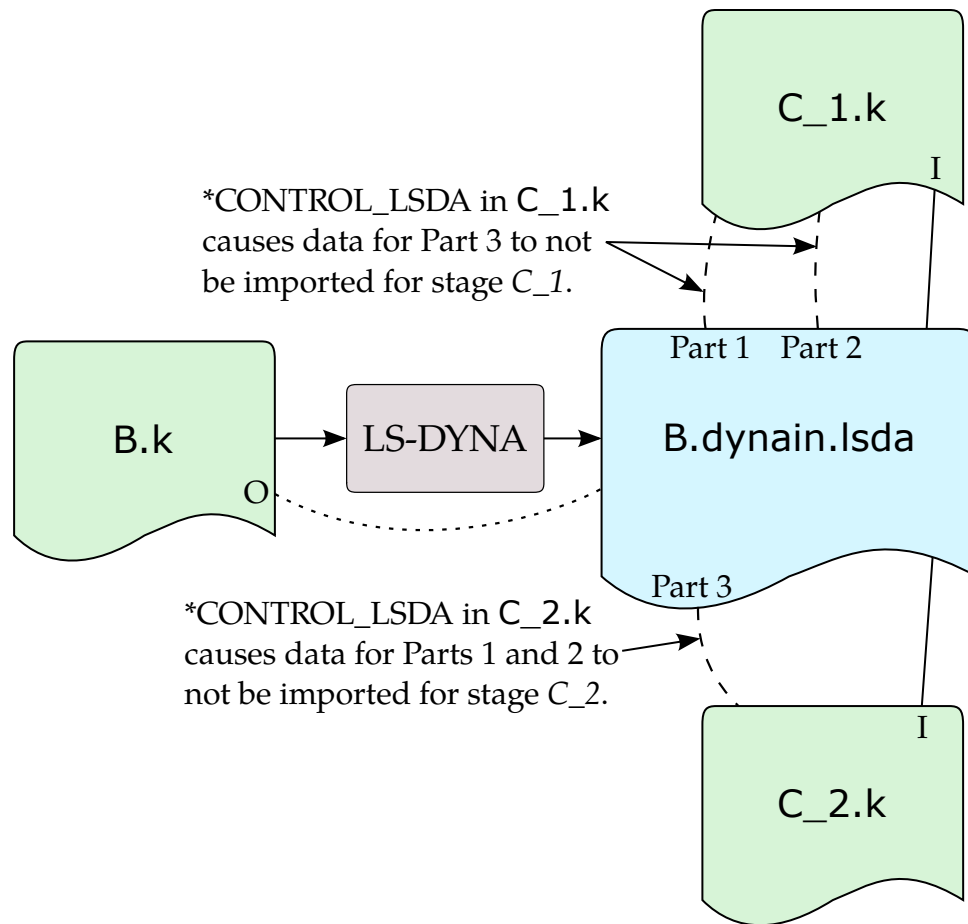 C_1.k
I
*CONTROL_LSDA in C_1.k
causes data for Part 3 to not
be imported for stage C_1.
Part 1 Part 2
B.k
LS-DYNA
B.dynain.lsda
O
Part 3
*CONTROL_LSDA in C_2.k
causes data for Parts 1 and 2 to
not be imported for stage C_2.
I
C_2.k